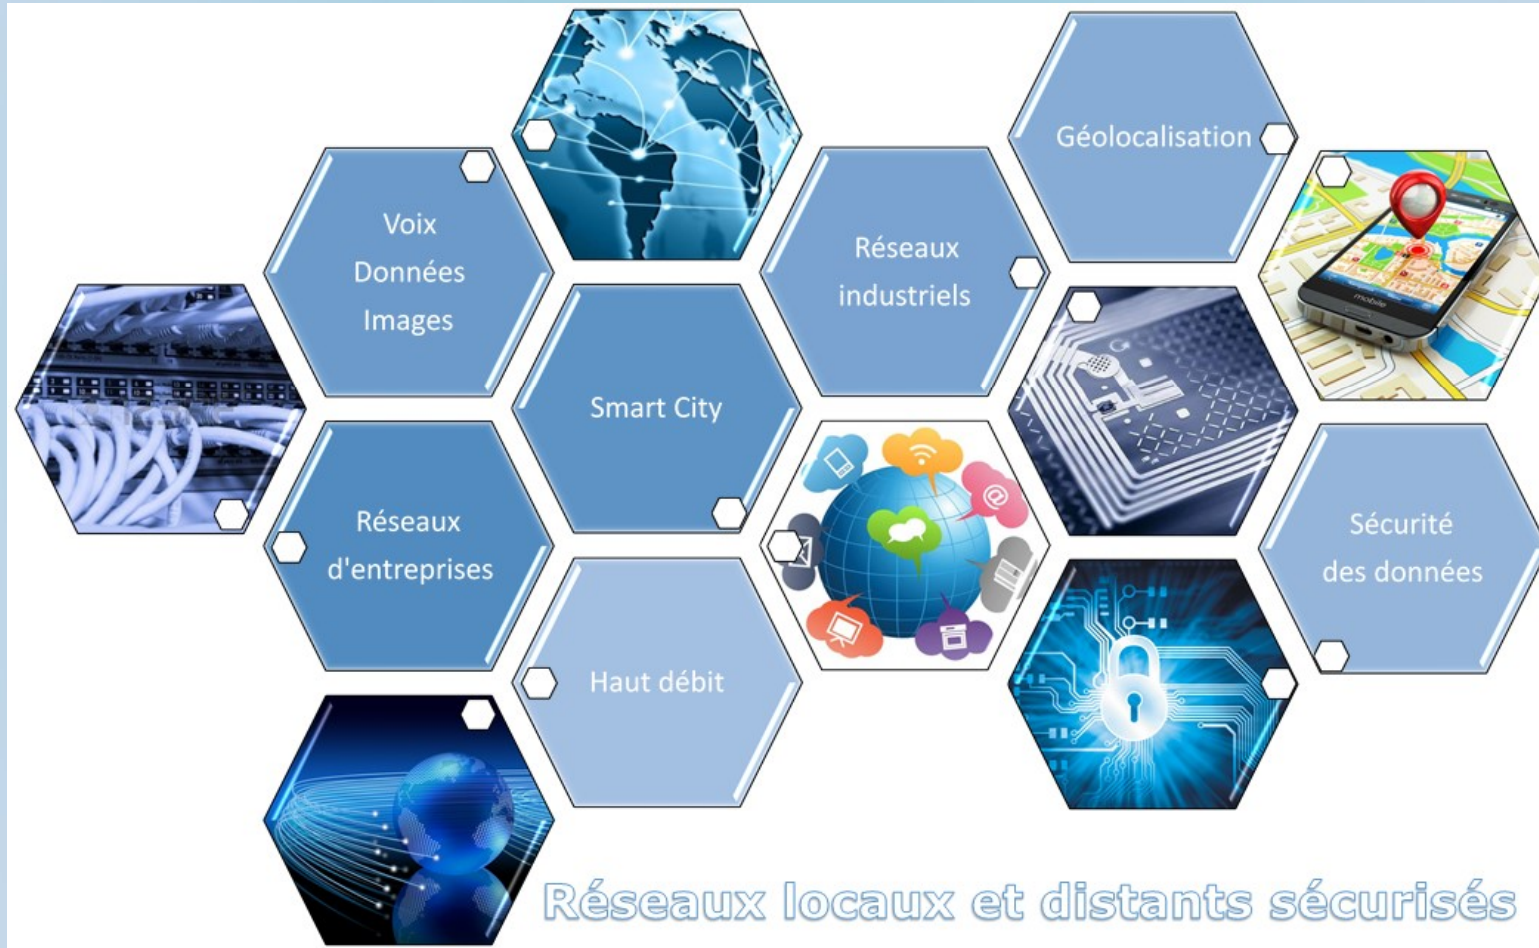 Géolocalisation
Voix
Données
Images
Réseaux
industriels
mobile
Smart City
Réseaux
d'entreprises
Sécurité
des données
Haut débit
Réseaux locaux et distants sécurisés